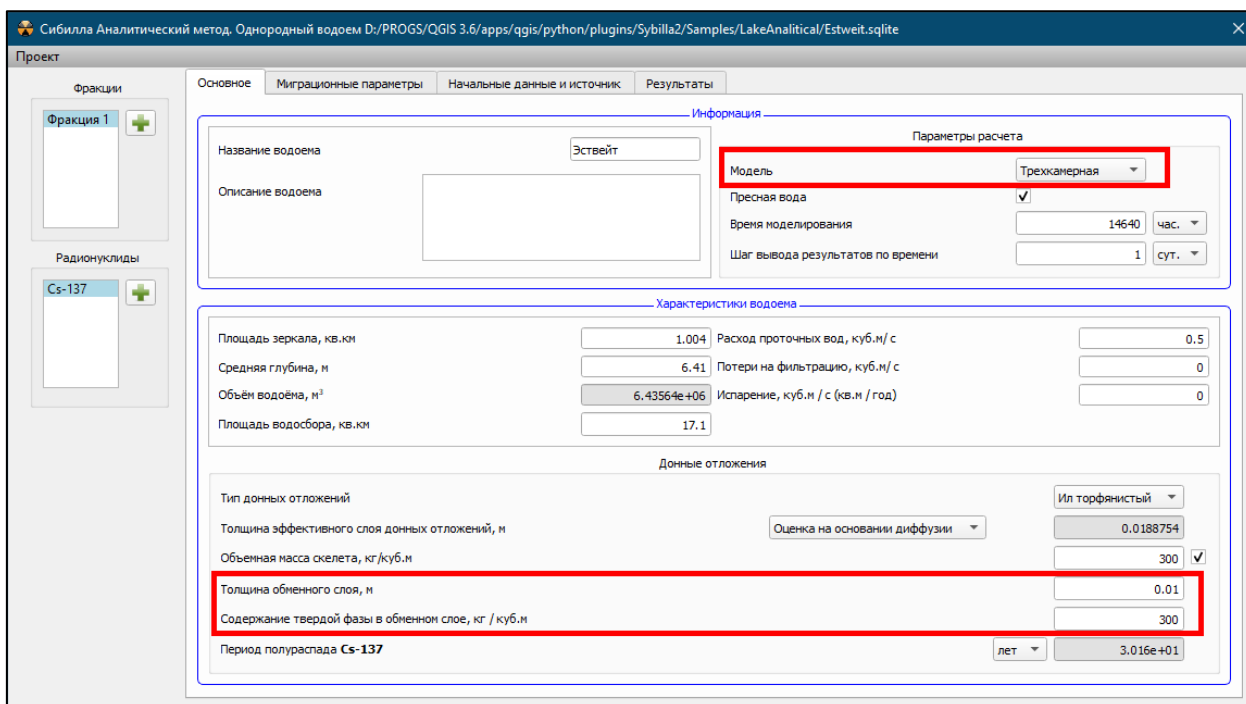 Сибилла Аналитический метод. Однородный водоем D:/PROGS/QGIS 3.6/apps/qgis/python/plugins/Sybilla2/Samples/LakeAnalitical/Estweit.sqlite
Проект
Фракции
Фракция 1
Радионуклиды
Cs-137
Основное Миграционные параметры Начальные данные и источник Результаты
Информация
Название водоема Эствейт
Описание водоема
Параметры расчета
Модель Трехкамерная
Пресная вода
Время моделирования 14640 час.
Шаг вывода результатов по времени 1 сут.
Характеристики водоема
Площадь зеркала, кв.км 1.004 Расход проточных вод, куб.м/ с 0.5
Средняя глубина, м 6.41 Потери на фильтрацию, куб.м/ с 0
Объём водоёма, м³ 6.43564e+06 Испарение, куб.м / с (кв.м / год) 0
Площадь водосбора, кв.км 17.1
Донные отложения
Тип донных отложений Ил торфянистый
Толщина эффективного слоя донных отложений, м Оценка на основании диффузии 0.0188754
Объемная масса скелета, кг/куб.м 300
Толщина обменного слоя, м 0.01
Содержание твердой фазы в обменном слое, кг / куб.м 300
Период полураспада Cs-137 лет 3.016e+01